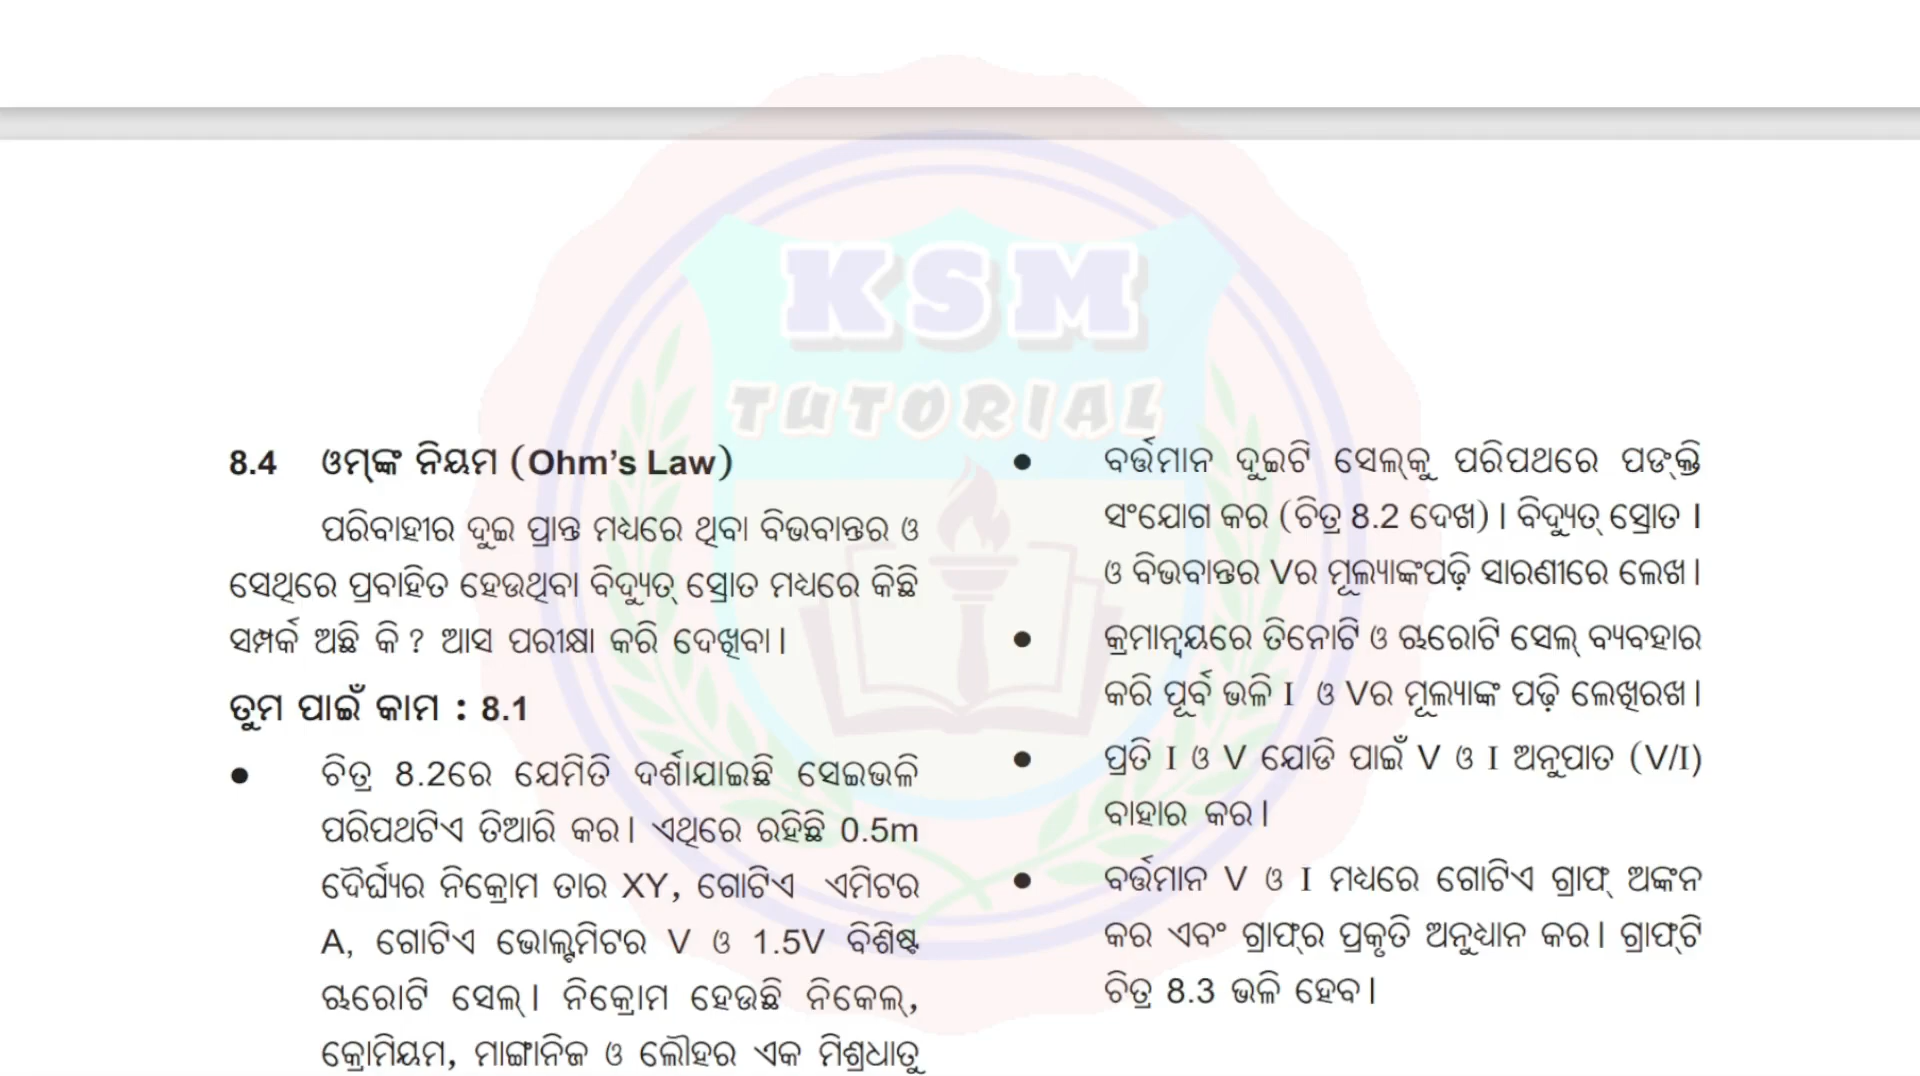 KSM
TUTORIAL
8.4 ଓମ୍‌ଙ୍କ ନିୟମ (Ohm’s Law)
ପରିବାହୀର ଦୁଇ ପ୍ରାନ୍ତ ମଧ୍ୟରେ ଥିବା ବିଭବାନ୍ତର ଓ
ସେଥିରେ ପ୍ରବାହିତ ହେଉଥିବା ବିଦ୍ୟୁତ୍ ସ୍ରୋତ ମଧ୍ୟରେ କିଛି
ସମ୍ପର୍କ ଅଛି କି ? ଆସ ପରୀକ୍ଷା କରି ଦେଖିବା ।
ତୁମ ପାଇଁ କାମ : 8.1
● ଚିତ୍ର 8.2ରେ ଯେମିତି ଦର୍ଶାଯାଇଛି ସେଇଭଳି
ପରିପଥଟିଏ ତିଆରି କର । ଏଥିରେ ରହିଛି 0.5m
ଦୈର୍ଘ୍ୟର ନିକ୍ରୋମ ତାର XY, ଗୋଟିଏ ଏମିଟର
A, ଗୋଟିଏ ଭୋଲ୍ଟମିଟର V ଓ 1.5V ବିଶିଷ୍ଟ
ଚ୍ଚାରୋଟି ସେଲ୍ । ନିକ୍ରୋମ ହେଉଛି ନିକେଲ୍,
କ୍ରୋମିୟମ, ମାଙ୍ଗାନିଜ ଓ ଲୌହର ଏକ ମିଶ୍ରଧାତୁ
● ବର୍ତ୍ତମାନ ଦୁଇଟି ସେଲ୍‌କୁ ପରିପଥରେ ପଙ୍‌କ୍ତି
ସଂଯୋଗ କର (ଚିତ୍ର 8.2 ଦେଖ) । ବିଦ୍ୟୁତ୍ ସ୍ରୋତ I
ଓ ବିଭବାନ୍ତର Vର ମୂଲ୍ୟାଙ୍କପଢ଼ି ସାରଣୀରେ ଲେଖ ।
● କ୍ରମାନ୍ୱୟରେ ତିନୋଟି ଓ ଚ୍ଚାରୋଟି ସେଲ୍ ବ୍ୟବହାର
କରି ପୂର୍ବ ଭଳି I ଓ Vର ମୂଲ୍ୟାଙ୍କ ପଢ଼ି ଲେଖିରଖ ।
● ପ୍ରତି I ଓ V ଯୋଡି ପାଇଁ V ଓ I ଅନୁପାତ (V/I)
ବାହାର କର ।
● ବର୍ତ୍ତମାନ V ଓ I ମଧ୍ୟରେ ଗୋଟିଏ ଗ୍ରାଫ୍ ଅଙ୍କନ
କର ଏବଂ ଗ୍ରାଫ୍‌ର ପ୍ରକୃତି ଅନୁଧ୍ୟାନ କର । ଗ୍ରାଫ୍‌ଟି
ଚିତ୍ର 8.3 ଭଳି ହେବ ।